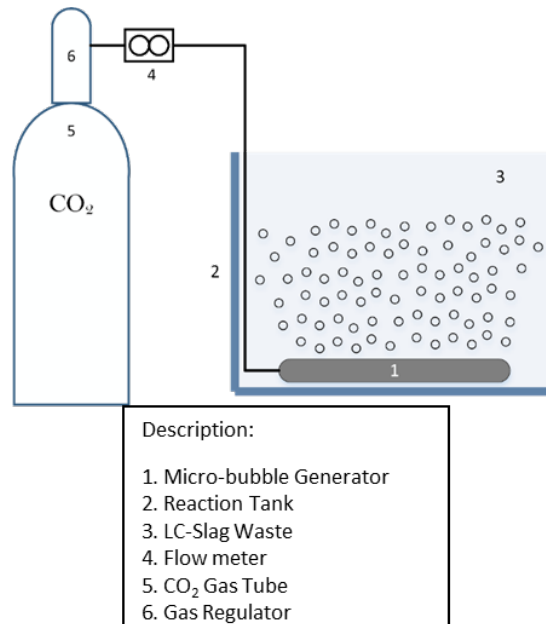 6
4
5
CO₂
3
2
1
Description:
1. Micro-bubble Generator
2. Reaction Tank
3. LC-Slag Waste
4. Flow meter
5. CO₂ Gas Tube
6. Gas Regulator